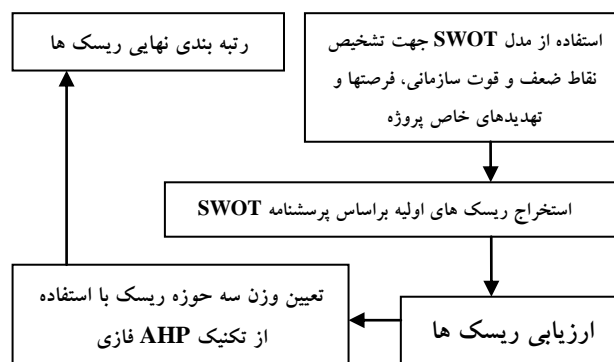 استفاده از مدل SWOT جهت تشخیص
نقاط ضعف و قوت سازمانی، فرصتها و
تهدیدهای خاص پروژه
رتبه بندی نهایی ریسک ها
استخراج ریسک های اولیه براساس پرسشنامه SWOT
ارزیابی ریسک ها
تعیین وزن سه حوزه ریسک با استفاده
از تکنیک AHP فازی